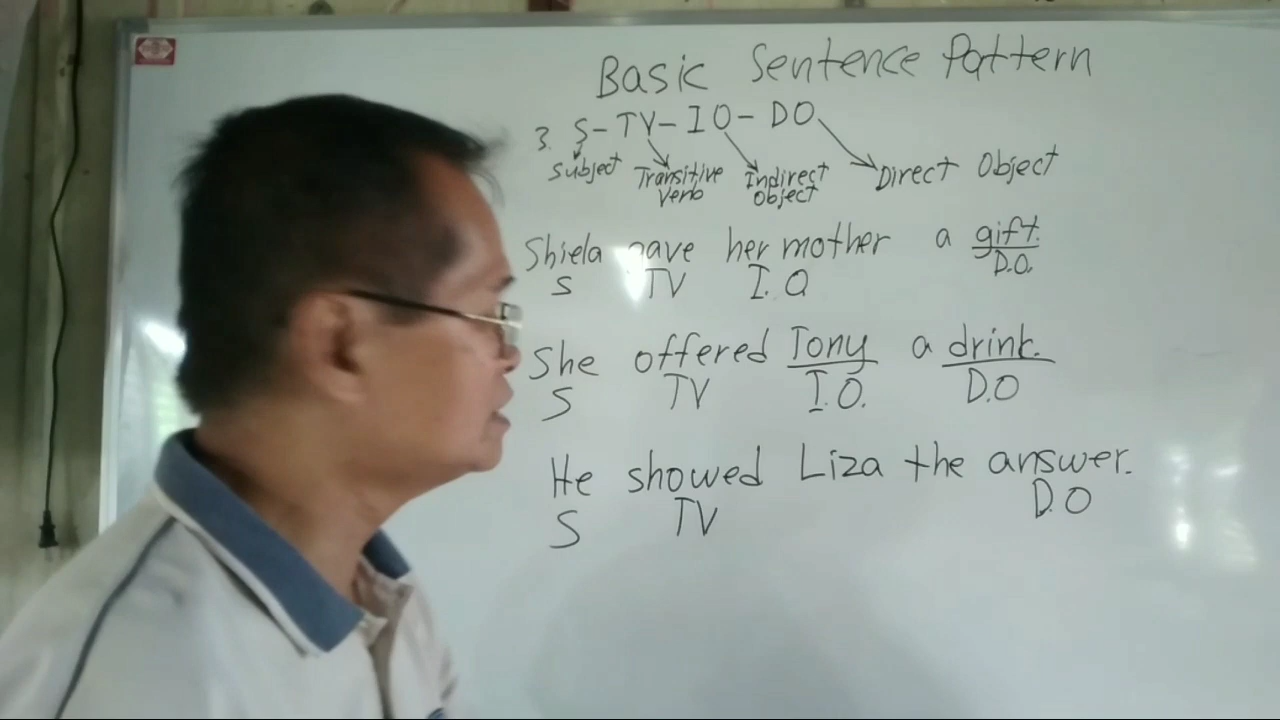 Basic Sentence Pattern
3. S- TV- IO- DO
Subject Transitive Verb Indirect Object Direct Object
Shiela gave her mother a gift.
S TV I.O D.O.
She offered Tony a drink.
S TV I.O. D.O
He showed Liza the answer.
S TV D.O